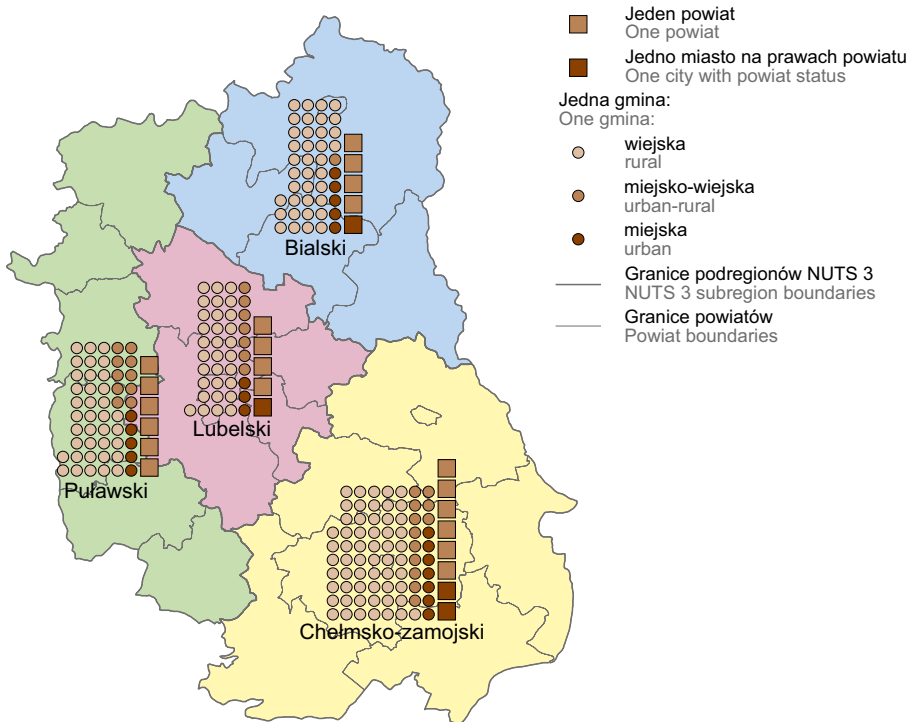 Jeden powiat
One powiat
Jedno miasto na prawach powiatu
One city with powiat status
Jedna gmina:
One gmina:
wiejska
rural
miejsko-wiejska
urban-rural
miejska
urban
Granice podregionów NUTS 3
NUTS 3 subregion boundaries
Granice powiatów
Powiat boundaries
Bialski
Lubelski
Puławski
Chełmsko-zamojski